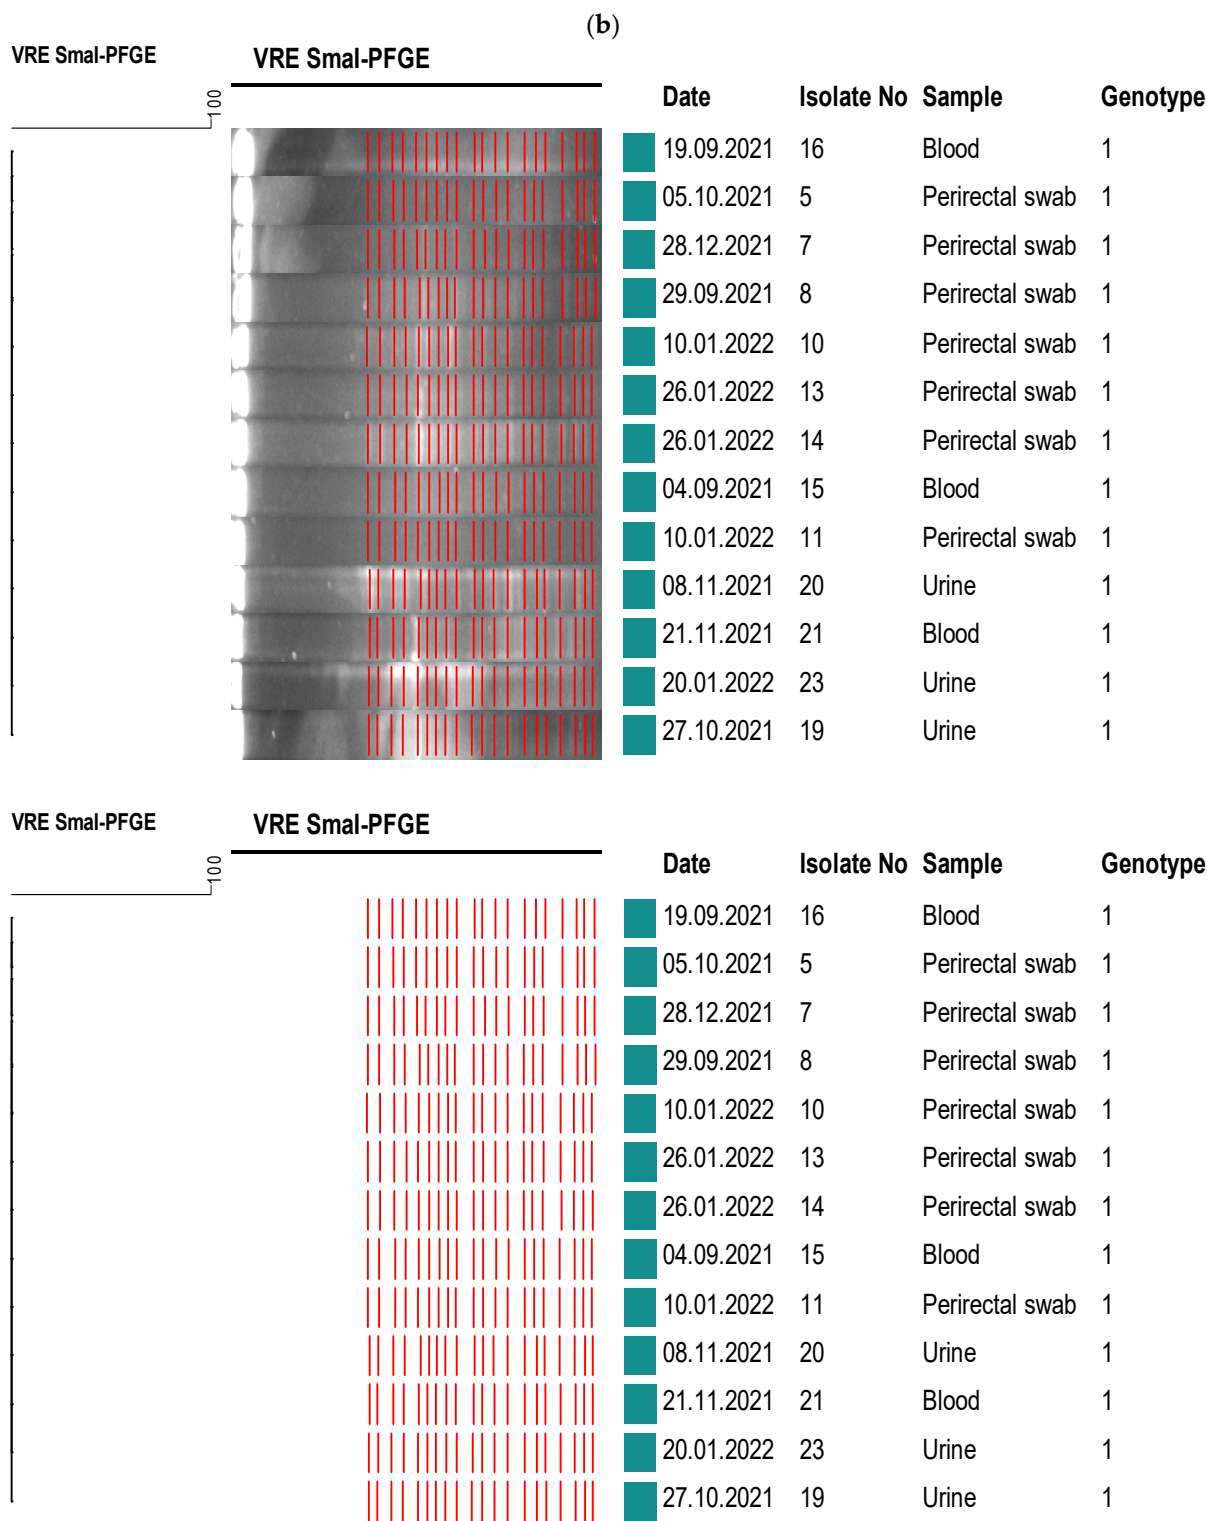 (b)
VRE SmaI-PFGE VRE SmaI-PFGE
100
Date Isolate No Sample Genotype
19.09.2021 16 Blood 1
05.10.2021 5 Perirectal swab 1
28.12.2021 7 Perirectal swab 1
29.09.2021 8 Perirectal swab 1
10.01.2022 10 Perirectal swab 1
26.01.2022 13 Perirectal swab 1
26.01.2022 14 Perirectal swab 1
04.09.2021 15 Blood 1
10.01.2022 11 Perirectal swab 1
08.11.2021 20 Urine 1
21.11.2021 21 Blood 1
20.01.2022 23 Urine 1
27.10.2021 19 Urine 1
VRE SmaI-PFGE VRE SmaI-PFGE
100
Date Isolate No Sample Genotype
19.09.2021 16 Blood 1
05.10.2021 5 Perirectal swab 1
28.12.2021 7 Perirectal swab 1
29.09.2021 8 Perirectal swab 1
10.01.2022 10 Perirectal swab 1
26.01.2022 13 Perirectal swab 1
26.01.2022 14 Perirectal swab 1
04.09.2021 15 Blood 1
10.01.2022 11 Perirectal swab 1
08.11.2021 20 Urine 1
21.11.2021 21 Blood 1
20.01.2022 23 Urine 1
27.10.2021 19 Urine 1